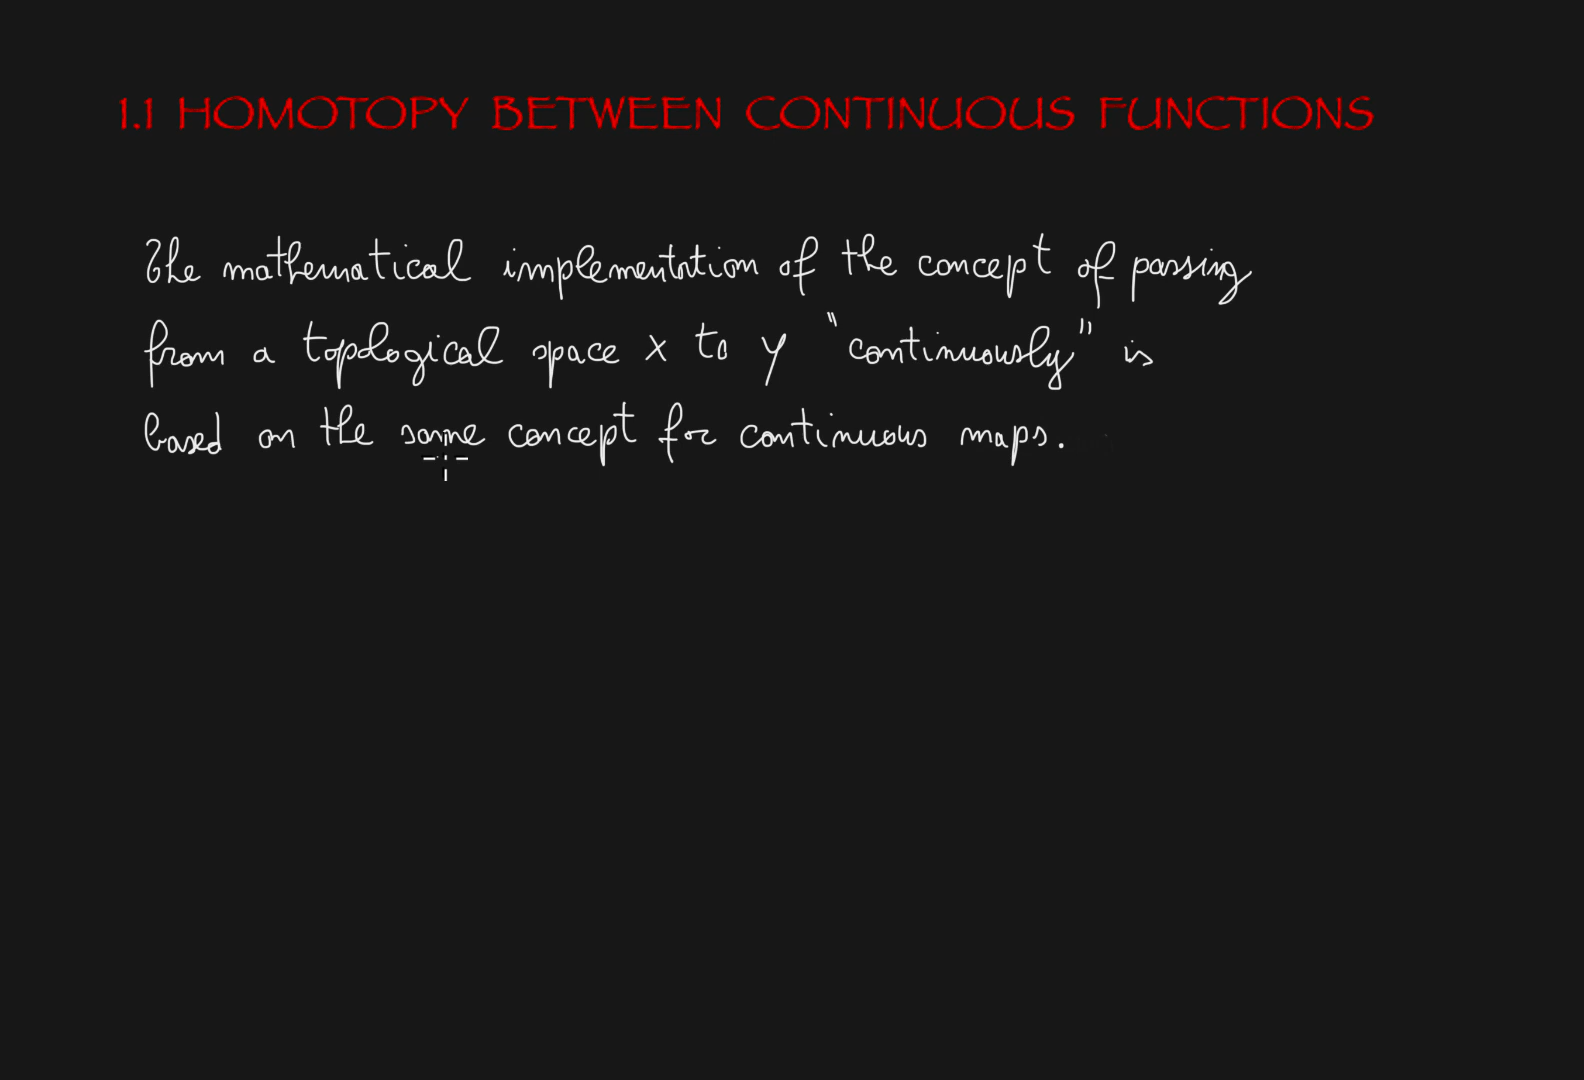 1.1 HOMOTOPY BETWEEN CONTINUOUS FUNCTIONS
The mathematical implementation of the concept of passing
from a topological space X to Y "continuously" is
based on the same concept for continuous maps.